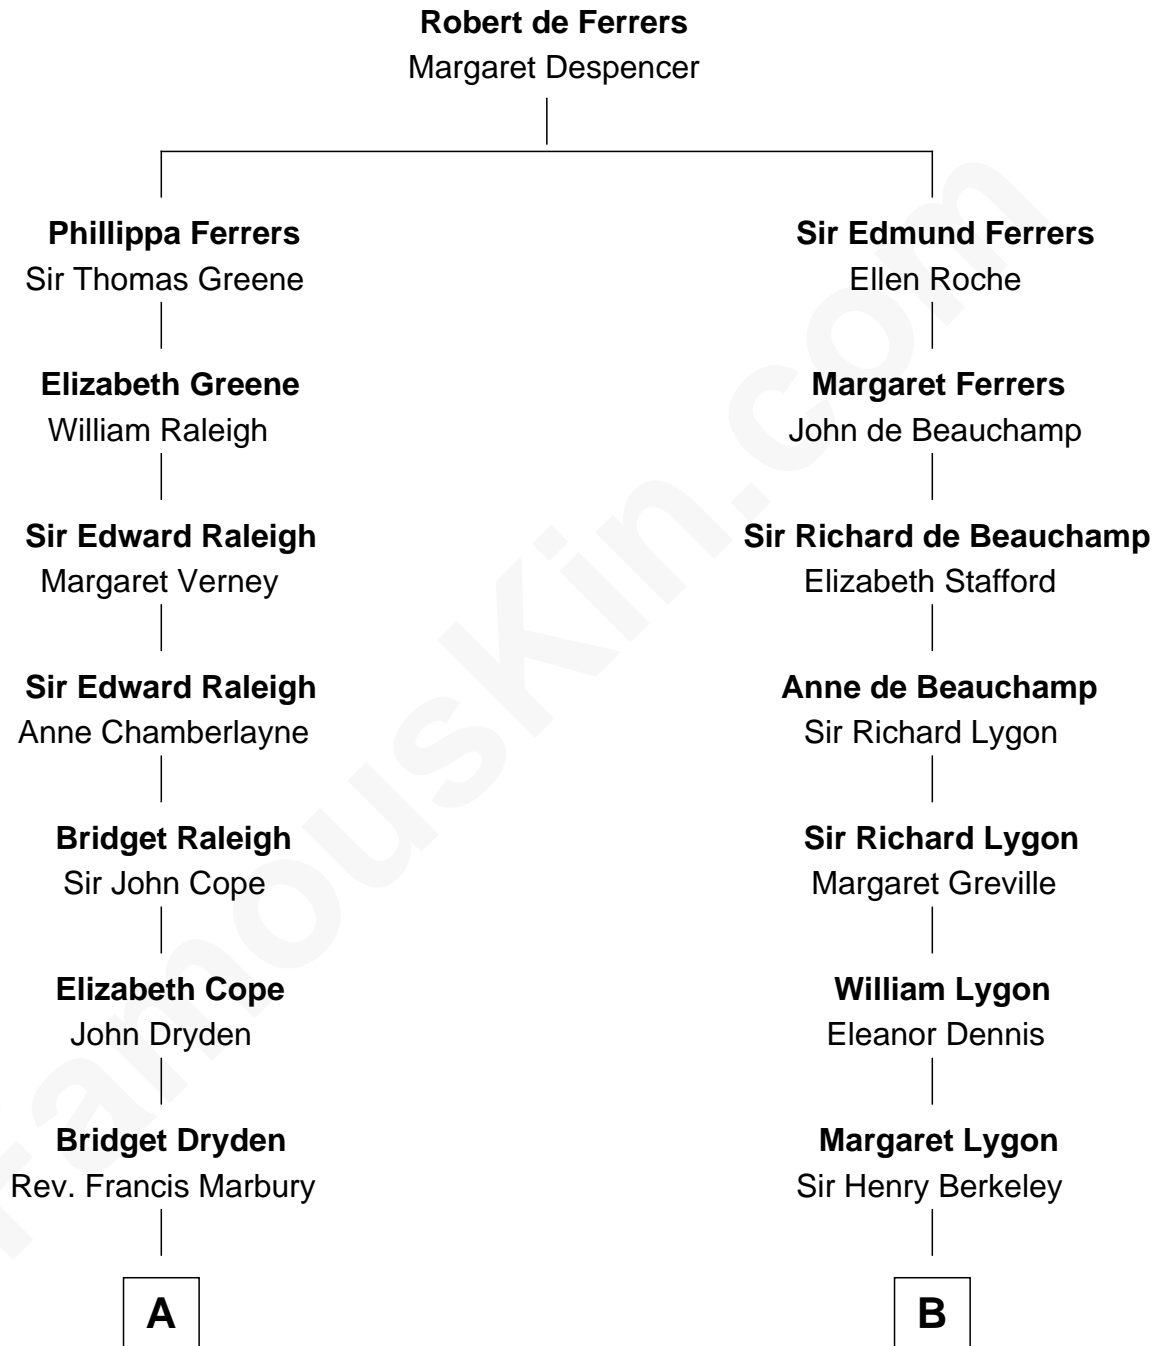 Robert de Ferrers
Margaret Despencer
Phillippa Ferrers
Sir Thomas Greene
Elizabeth Greene
William Raleigh
Sir Edward Raleigh
Margaret Verney
Sir Edward Raleigh
Anne Chamberlayne
Bridget Raleigh
Sir John Cope
Elizabeth Cope
John Dryden
Bridget Dryden
Rev. Francis Marbury
A
Sir Edmund Ferrers
Ellen Roche
Margaret Ferrers
John de Beauchamp
Sir Richard de Beauchamp
Elizabeth Stafford
Anne de Beauchamp
Sir Richard Lygon
Sir Richard Lygon
Margaret Greville
William Lygon
Eleanor Dennis
Margaret Lygon
Sir Henry Berkeley
B
FamousKin.com